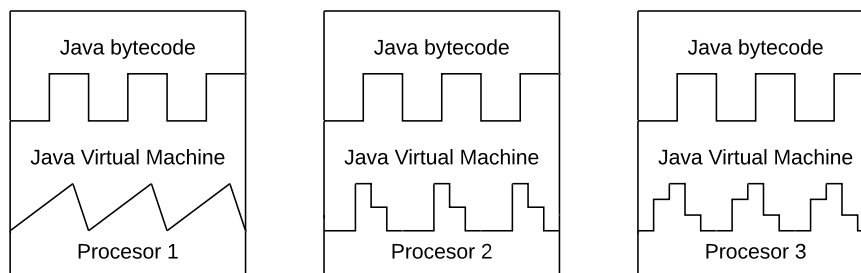 Java bytecode
Java Virtual Machine
Procesor 1
Java bytecode
Java Virtual Machine
Procesor 2
Java bytecode
Java Virtual Machine
Procesor 3